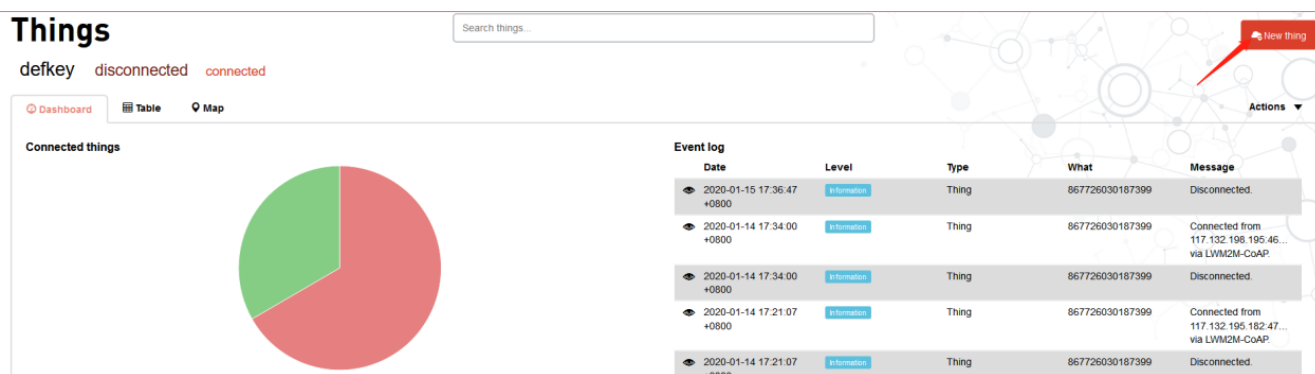 Things
Search things...
New thing
defkey disconnected connected
Dashboard Table Map
Actions
Connected things
Event log
Date Level Type What Message
2020-01-15 17:36:47 Information Thing 867726030187399 Disconnected.
+0800
2020-01-14 17:34:00 Information Thing 867726030187399 Connected from
+0800 117.132.198.195:46...
via LWM2M-CoAP.
2020-01-14 17:34:00 Information Thing 867726030187399 Disconnected.
+0800
2020-01-14 17:21:07 Information Thing 867726030187399 Connected from
+0800 117.132.195.182:47...
via LWM2M-CoAP.
2020-01-14 17:21:07 Information Thing 867726030187399 Disconnected.